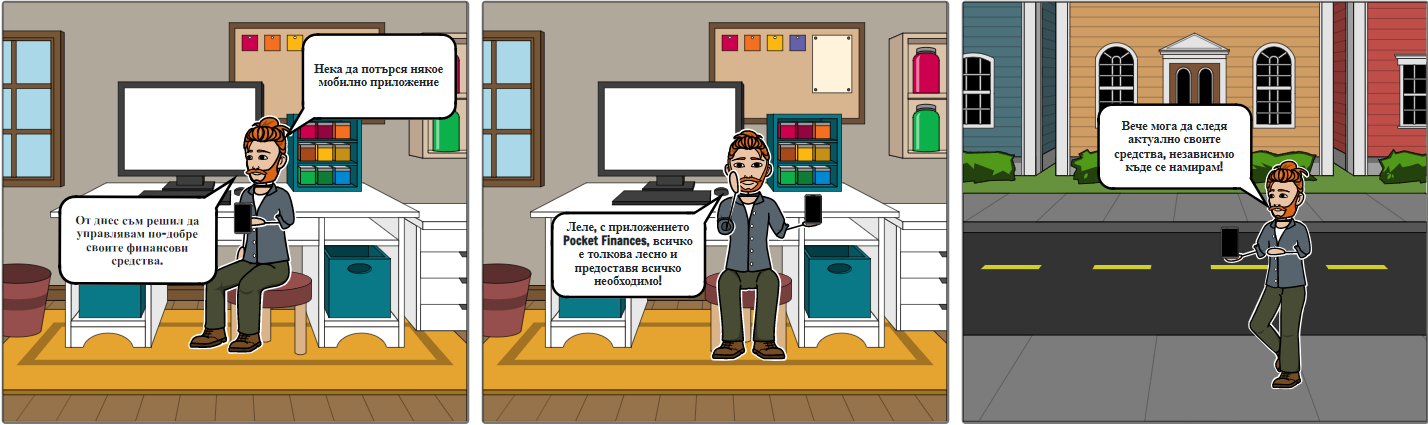 Нека да потърся някое
мобилно приложение
От днес съм решил да
управлявам по-добре
своите финансови
средства.
Леле, с приложението
Pocket Finances, всичко
е толкова лесно и
предоставя всичко
необходимо!
Вече мога да следя
актуално своите
средства, независимо
къде се намирам!